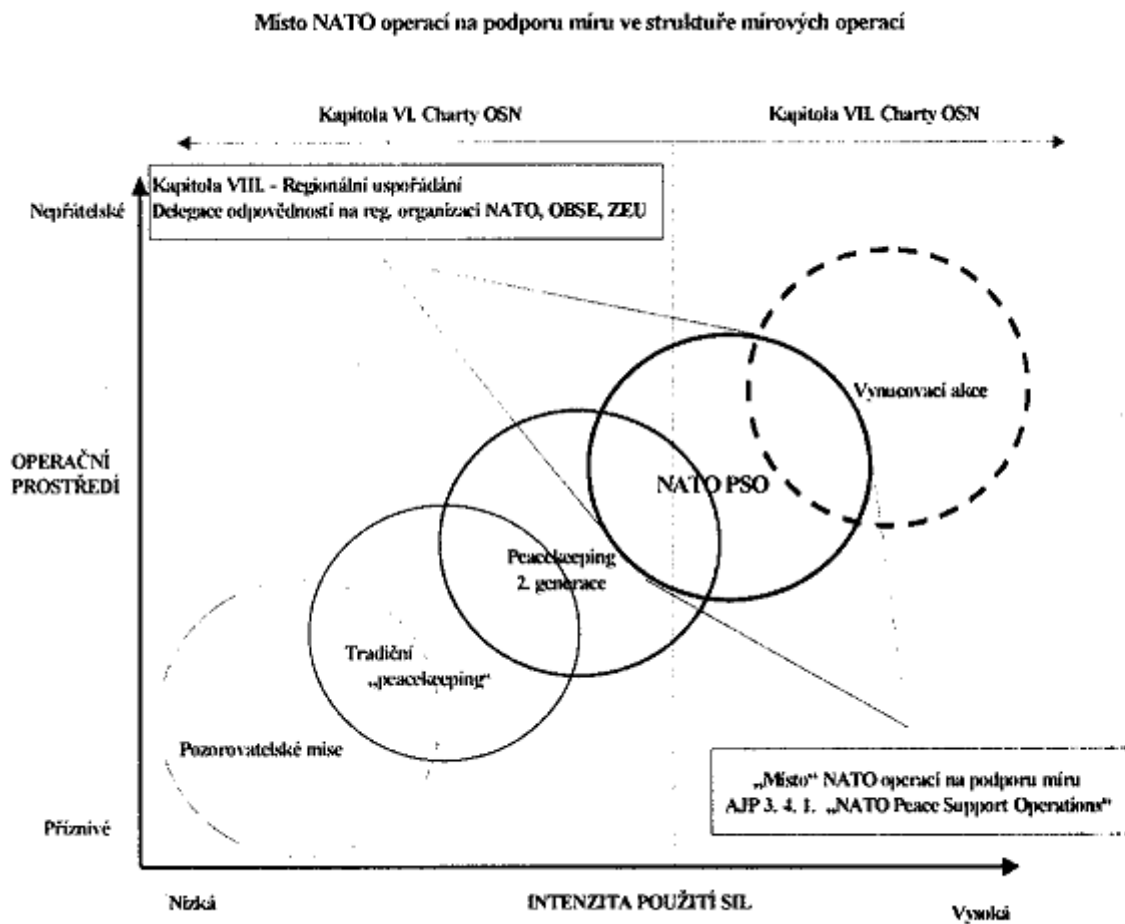 Místo NATO operací na podporu míru ve struktuře mírových operací
Kapitola VI. Charty OSN
Kapitola VII. Charty OSN
Kapitola VIII. - Regionální uspořádání
Delegace odpovědností na reg. organizaci NATO, OBSE, ZEU
Nepřátelské
Vynucovací akce
OPERAČNÍ
PROSTŘEDÍ
NATO PSO
Peacekeeping
2. generace
Tradiční
„peacekeeping“
Pozorovatelské mise
„Místo“ NATO operací na podporu míru
AJP 3. 4. 1. „NATO Peace Support Operations“
Příznivé
Nízká
INTENZITA POUŽITÍ SIL
Vysoká